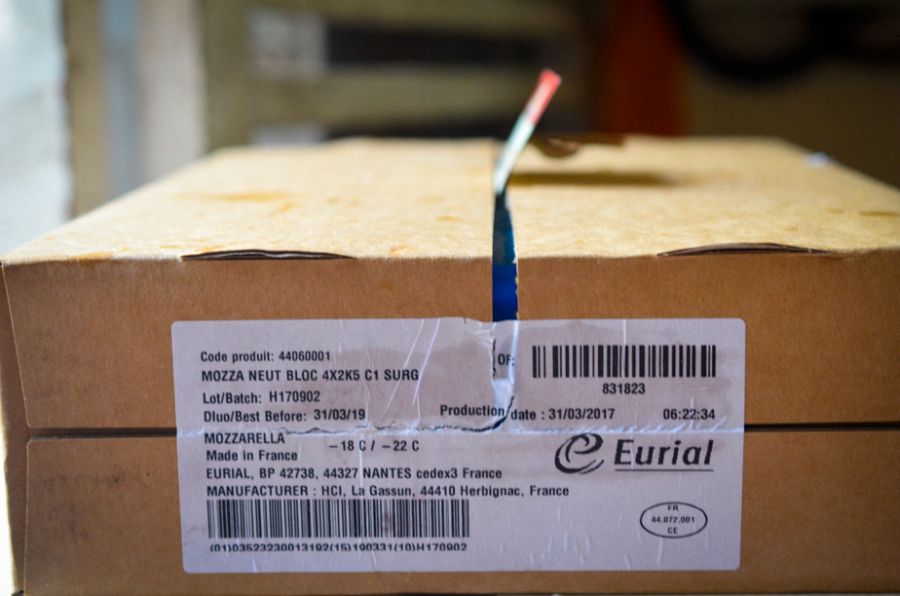 Code produit: 44060001
MOZZA NEUT BLOC 4X2K5 C1 SURG
OF:
831823
Lot/Batch: H170902
Dluo/Best Before: 31/03/19
Production date : 31/03/2017 06:22:34
MOZZARELLA -18 C / -22 C
Made in France
Eurial
EURIAL, BP 42738, 44327 NANTES cedex3 France
MANUFACTURER : HCI, La Gassun, 44410 Herbignac, France
FR
44.072.001
CE
(01)03523230013192(15)190331(10)H170902